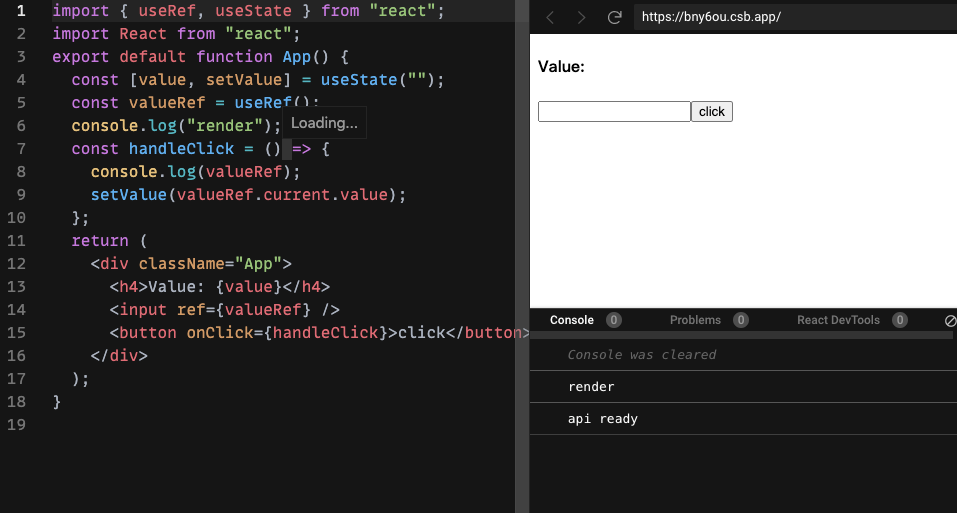 1 import { useRef, useState } from "react";
2 import React from "react";
3 export default function App() {
4 const [value, setValue] = useState("");
5 const valueRef = useRef();
6 console.log("render");
Loading...
7 const handleClick = () => {
8 console.log(valueRef);
9 setValue(valueRef.current.value);
10 };
11 return (
12 <div className="App">
13 <h4>Value: {value}</h4>
14 <input ref={valueRef} />
15 <button onClick={handleClick}>click</button>
16 </div>
17 );
18 }
19
https://bny6ou.csb.app/
Value:
click
Console 0 Problems 0 React DevTools 0
Console was cleared
render
api ready